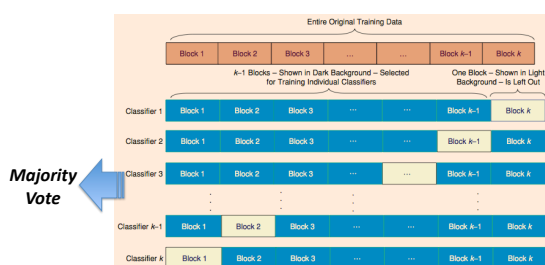 Entire Original Training Data
Block 1 Block 2 Block 3 ... ... Block k–1 Block k
k–1 Blocks – Shown in Dark Background – Selected
for Training Individual Classifiers
One Block – Shown in Light
Background – Is Left Out
Classifier 1 Block 1 Block 2 Block 3 ... ... Block k–1 Block k
Classifier 2 Block 1 Block 2 Block 3 ... ... Block k–1 Block k
Classifier 3 Block 1 Block 2 Block 3 ... ... Block k–1 Block k
Majority
Vote
Classifier k–1 Block 1 Block 2 Block 3 ... ... Block k–1 Block k
Classifier k Block 1 Block 2 Block 3 ... ... Block k–1 Block k